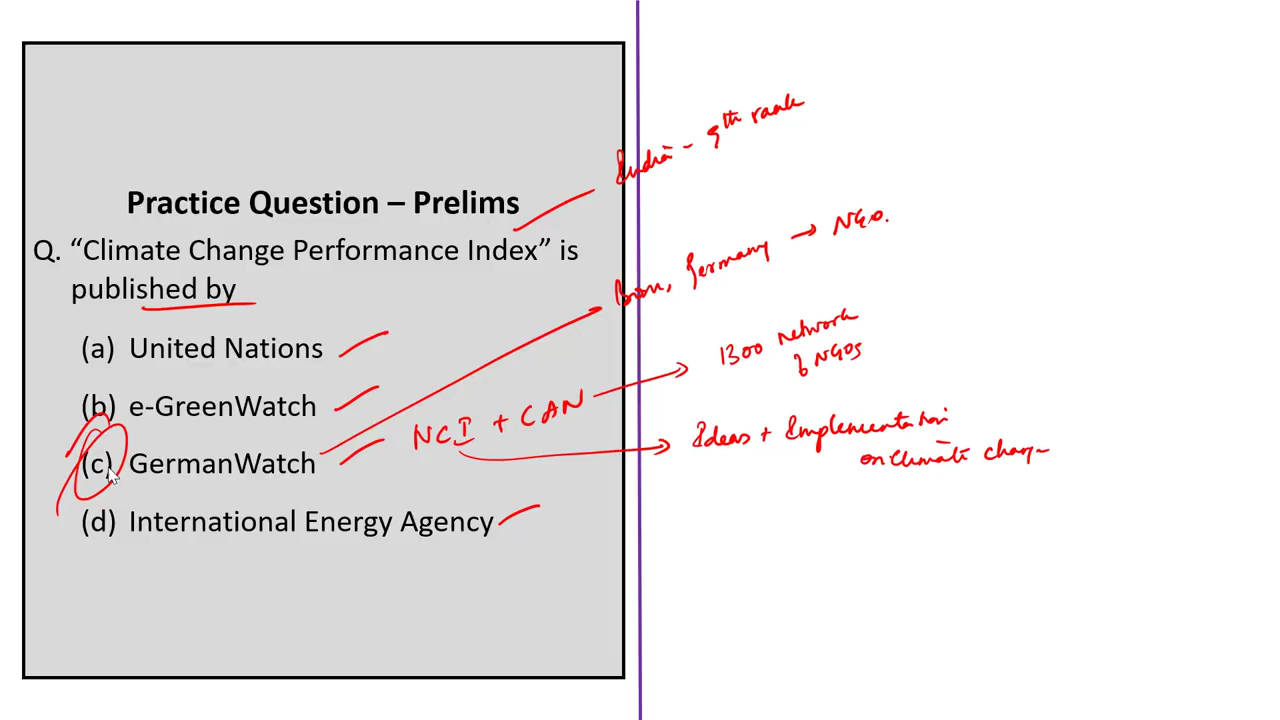 Practice Question – Prelims
Q. “Climate Change Performance Index” is
published by
(a) United Nations
(b) e-GreenWatch
(c) GermanWatch
(d) International Energy Agency
India - 9th rank
Bonn, Germany → NGO.
NCI + CAN
1300 network
of NGOs
Ideas + Implementation
on climate change